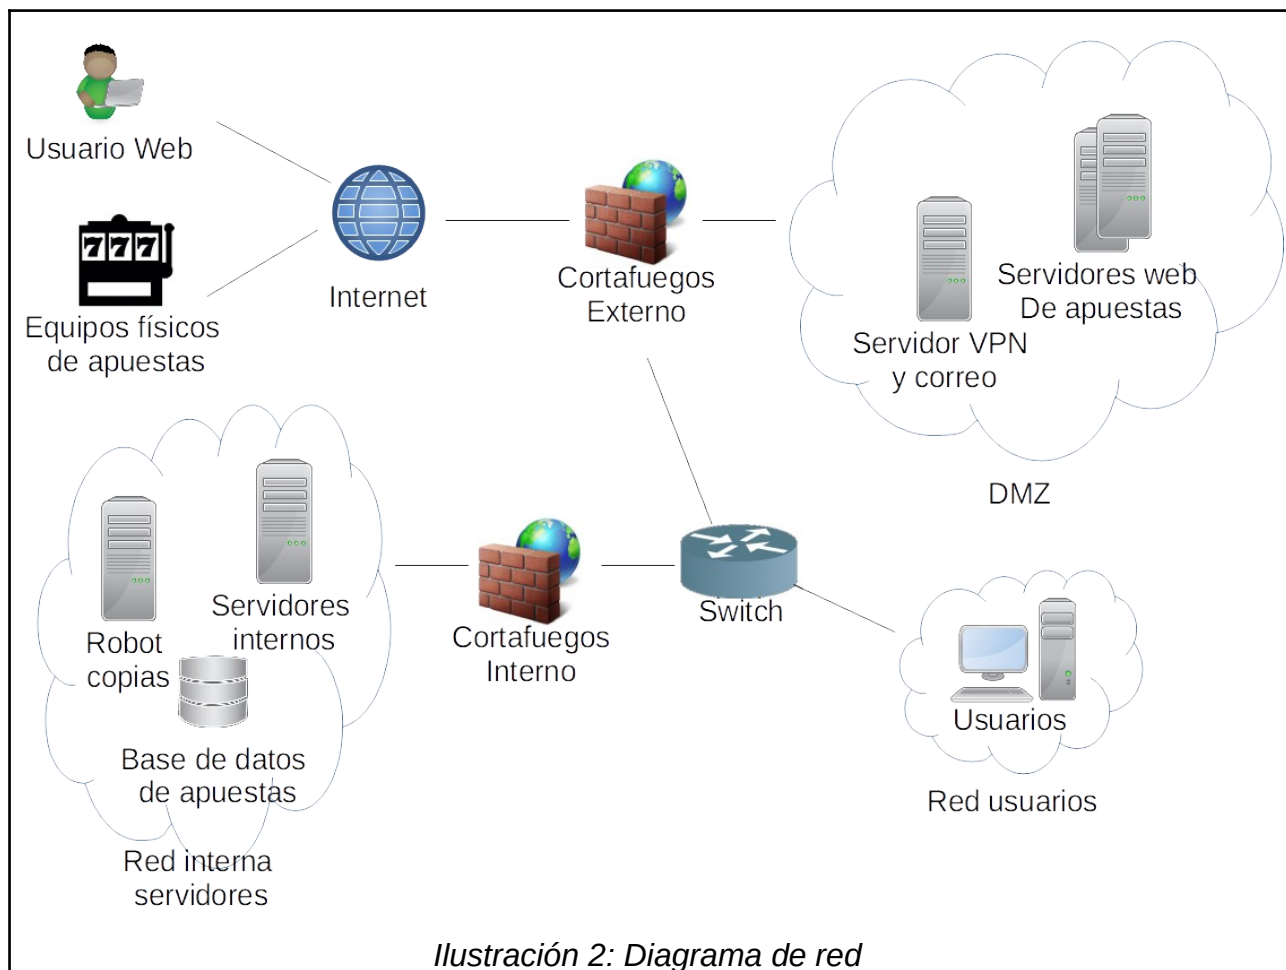 Usuario Web
777
Equipos físicos
de apuestas
Internet
Cortafuegos
Externo
Servidores web
De apuestas
Servidor VPN
y correo
DMZ
Robot
copias
Servidores
internos
Base de datos
de apuestas
Red interna
servidores
Cortafuegos
Interno
Switch
Usuarios
Red usuarios
Ilustración 2: Diagrama de red